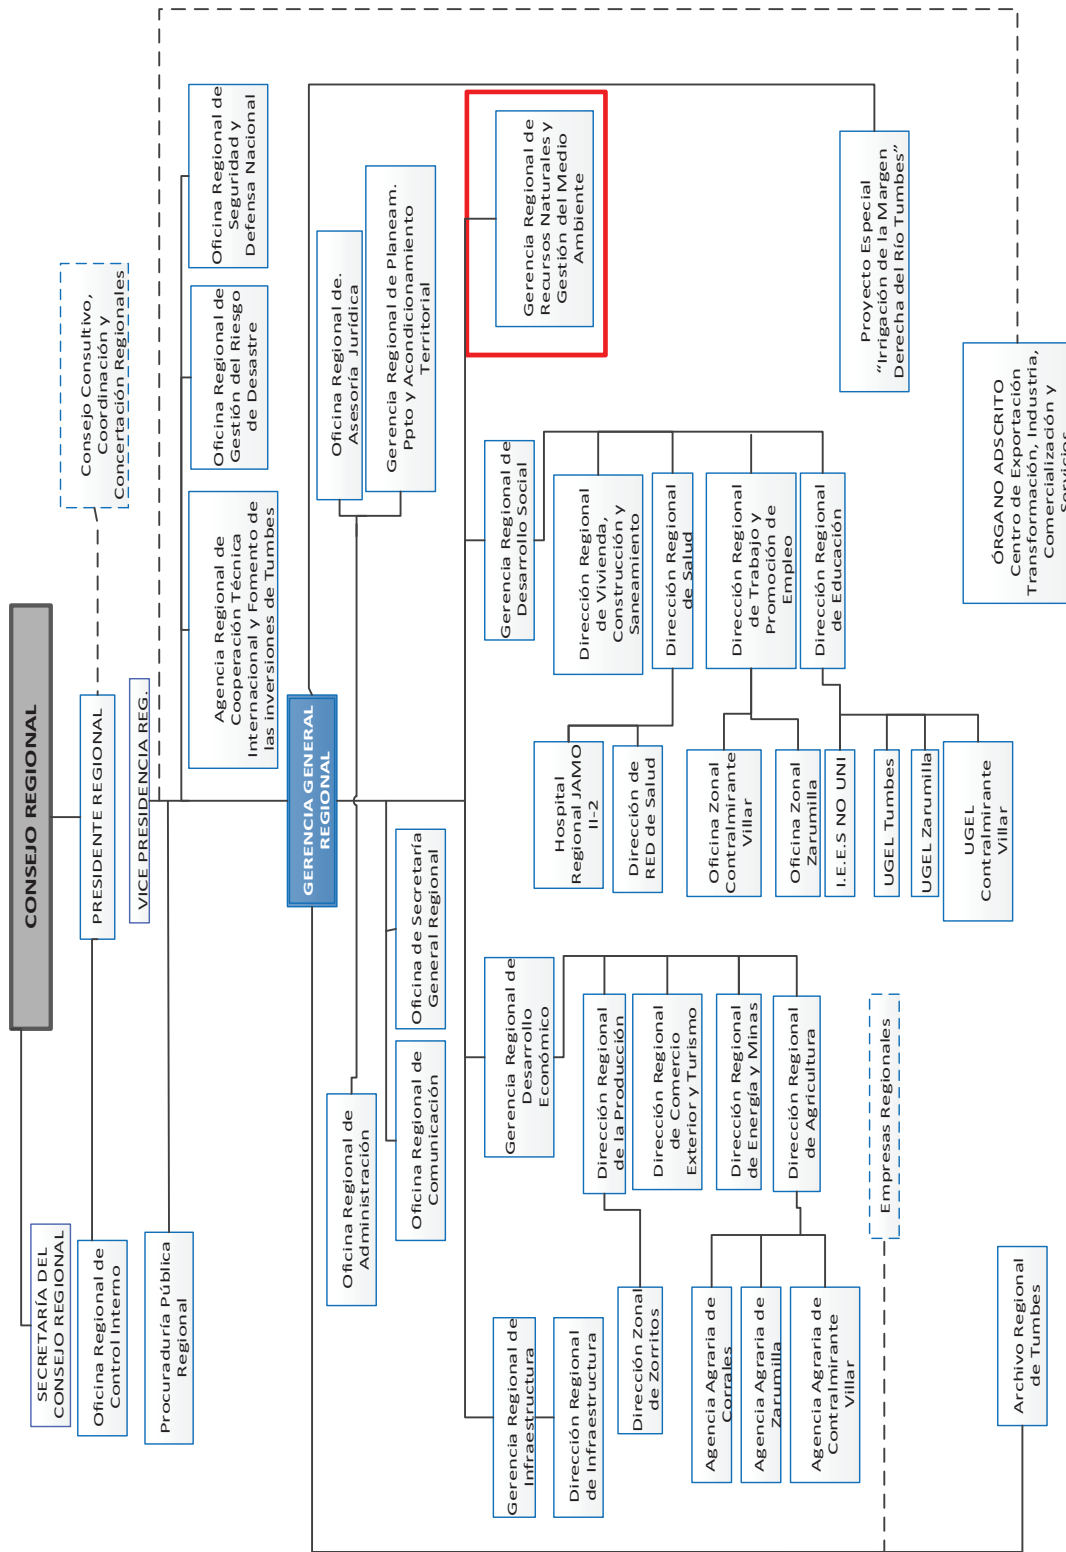 CONSEJO REGIONAL
SECRETARÍA DEL
CONSEJO REGIONAL
PRESIDENTE REGIONAL
Consejo Consultivo,
Coordinación y
Concertación Regionales
Oficina Regional de
Control Interno
VICE PRESIDENCIA REG.
Procuraduría Pública
Regional
Agencia Regional de
Cooperación Técnica
Internacional y Fomento de
las inversiones de Tumbes
Oficina Regional de
Gestión del Riesgo
de Desastre
Oficina Regional de
Seguridad y
Defensa Nacional
GERENCIA GENERAL
REGIONAL
Oficina Regional de
Administración
Oficina Regional de.
Asesoría Jurídica
Gerencia Regional de Planeam.
Ppto y Acondicionamiento
Territorial
Oficina Regional de
Comunicación
Oficina de Secretaría
General Regional
Gerencia Regional de
Infraestructura
Dirección Regional
de Infraestructura
Gerencia Regional de
Desarrollo
Económico
Dirección Regional
de la Producción
Dirección Regional
de Comercio
Exterior y Turismo
Dirección Regional
de Energía y Minas
Dirección Regional
de Agricultura
Dirección Zonal
de Zorritos
Agencia Agraria de
Corrales
Agencia Agraria de
Zarumilla
Agencia Agraria de
Contralmirante
Villar
Gerencia Regional de
Desarrollo Social
Dirección Regional
de Vivienda,
Construcción y
Saneamiento
Dirección Regional
de Salud
Dirección Regional
de Trabajo y
Promoción de
Empleo
Dirección Regional
de Educación
Hospital
Regional JAMO
II-2
Dirección de
RED de Salud
Oficina Zonal
Contralmirante
Villar
Oficina Zonal
Zarumilla
I.E.E.S NO UNI
UGEL Tumbes
UGEL Zarumilla
UGEL
Contralmirante
Villar
Gerencia Regional de
Recursos Naturales y
Gestión del Medio
Ambiente
Proyecto Especial
“Irrigación de la Margen
Derecha del Río Tumbes”
Empresas Regionales
Archivo Regional
de Tumbes
ÓRGANO ADSCRITO
Centro de Exportación
Transformación, Industria,
Comercialización y
Servicios